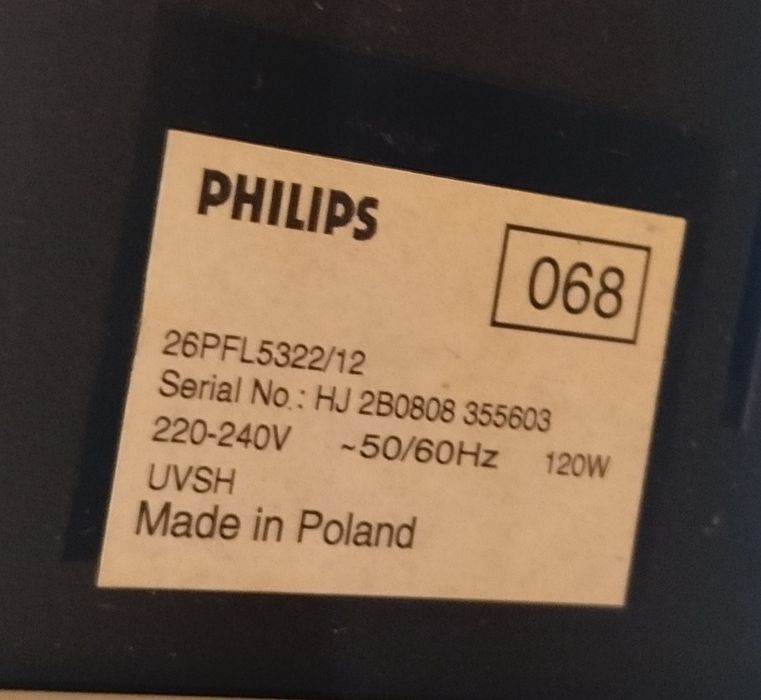 PHILIPS
068
26PFL5322/12
Serial No.: HJ 2B0808 355603
220-240V ~50/60Hz 120W
UVSH
Made in Poland